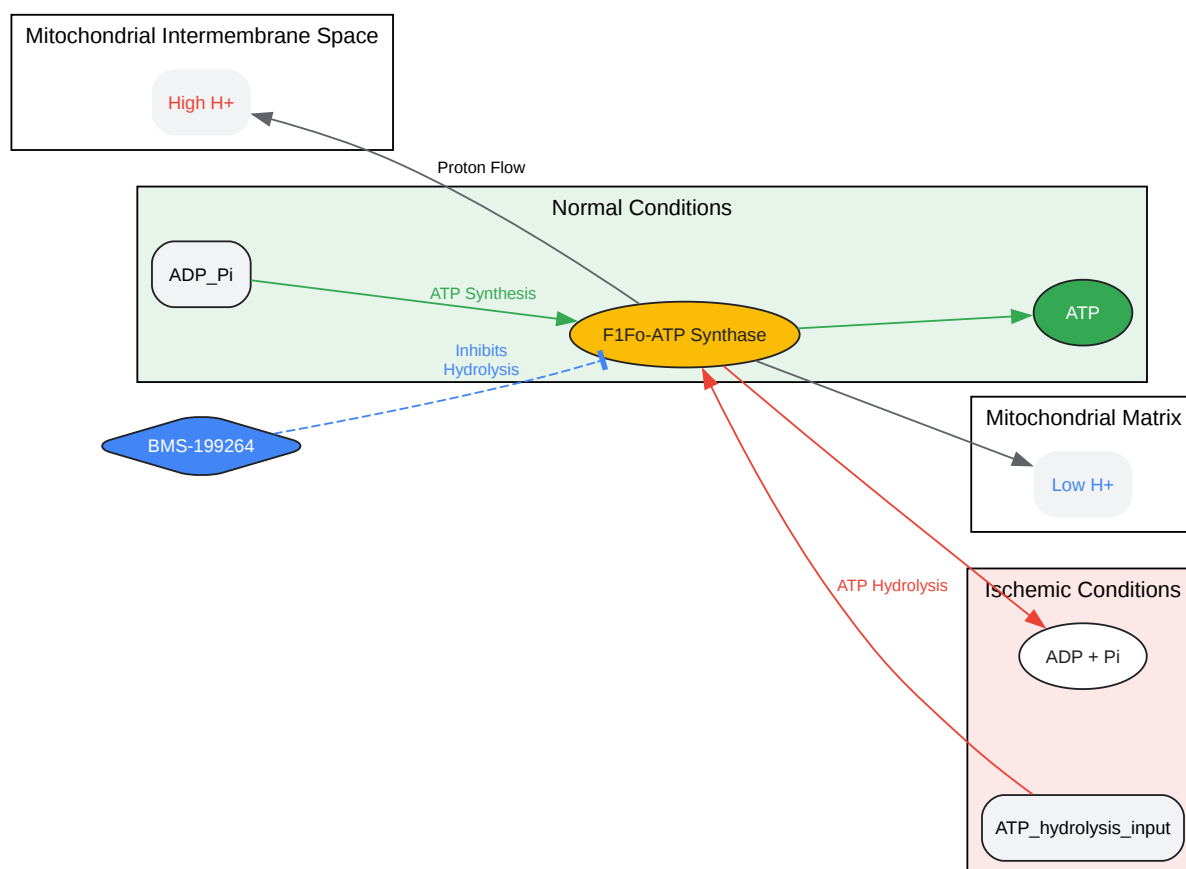 Mitochondrial Intermembrane Space
High H+
Proton Flow
Normal Conditions
ADP_Pi
ATP Synthesis
F1Fo-ATP Synthase
ATP
Inhibits
Hydrolysis
BMS-199264
Mitochondrial Matrix
Low H+
ATP Hydrolysis
Ischemic Conditions
ADP + Pi
ATP_hydrolysis_input